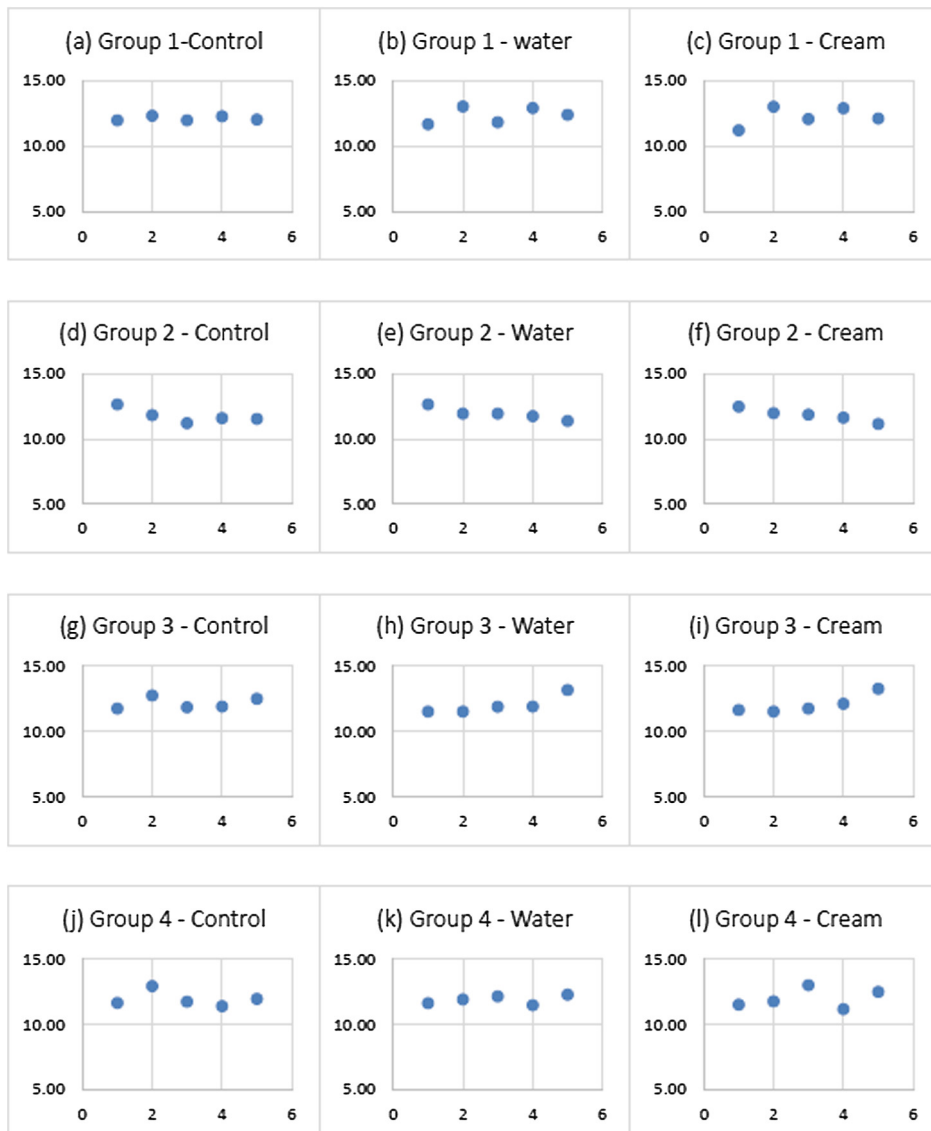 (a) Group 1-Control
15.00
10.00
5.00
0 2 4 6
(b) Group 1 - water
15.00
10.00
5.00
0 2 4 6
(c) Group 1 - Cream
15.00
10.00
5.00
0 2 4 6
(d) Group 2 - Control
15.00
10.00
5.00
0 2 4 6
(e) Group 2 - Water
15.00
10.00
5.00
0 2 4 6
(f) Group 2 - Cream
15.00
10.00
5.00
0 2 4 6
(g) Group 3 - Control
15.00
10.00
5.00
0 2 4 6
(h) Group 3 - Water
15.00
10.00
5.00
0 2 4 6
(i) Group 3 - Cream
15.00
10.00
5.00
0 2 4 6
(j) Group 4 - Control
15.00
10.00
5.00
0 2 4 6
(k) Group 4 - Water
15.00
10.00
5.00
0 2 4 6
(l) Group 4 - Cream
15.00
10.00
5.00
0 2 4 6